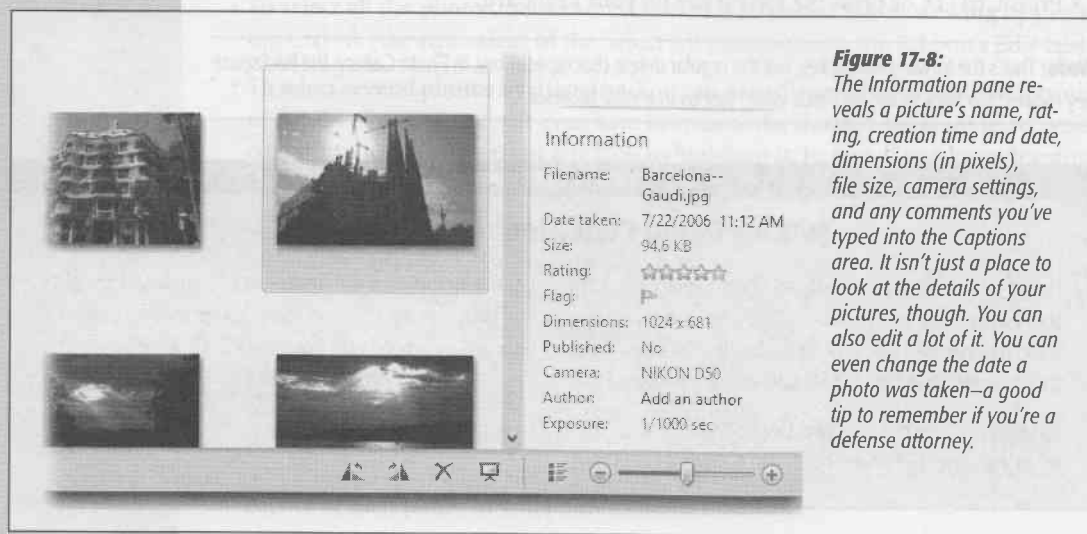 Information
Filename: Barcelona--
Gaudi.jpg
Date taken: 7/22/2006 11:12 AM
Size: 94.6 KB
Rating:
Flag:
Dimensions: 1024 x 681
Published: No
Camera: NIKON D50
Author: Add an author
Exposure: 1/1000 sec
Figure 17-8:
The Information pane re-
veals a picture's name, rat-
ing, creation time and date,
dimensions (in pixels),
file size, camera settings,
and any comments you've
typed into the Captions
area. It isn't just a place to
look at the details of your
pictures, though. You can
also edit a lot of it. You can
even change the date a
photo was taken—a good
tip to remember if you're a
defense attorney.